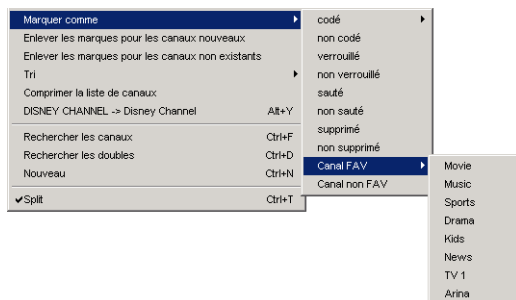 Marquer comme
Enlever les marques pour les canaux nouveaux
Enlever les marques pour les canaux non existants
Tri
Comprimer la liste de canaux
DISNEY CHANNEL -> Disney Channel Alt+Y
Rechercher les canaux Ctrl+F
Rechercher les doubles Ctrl+D
Nouveau Ctrl+N
Split Ctrl+T
codé
non codé
verrouillé
non verrouillé
sauté
non sauté
supprimé
non supprimé
Canal FAV
Canal non FAV
Movie
Music
Sports
Drama
Kids
News
TV 1
Arina